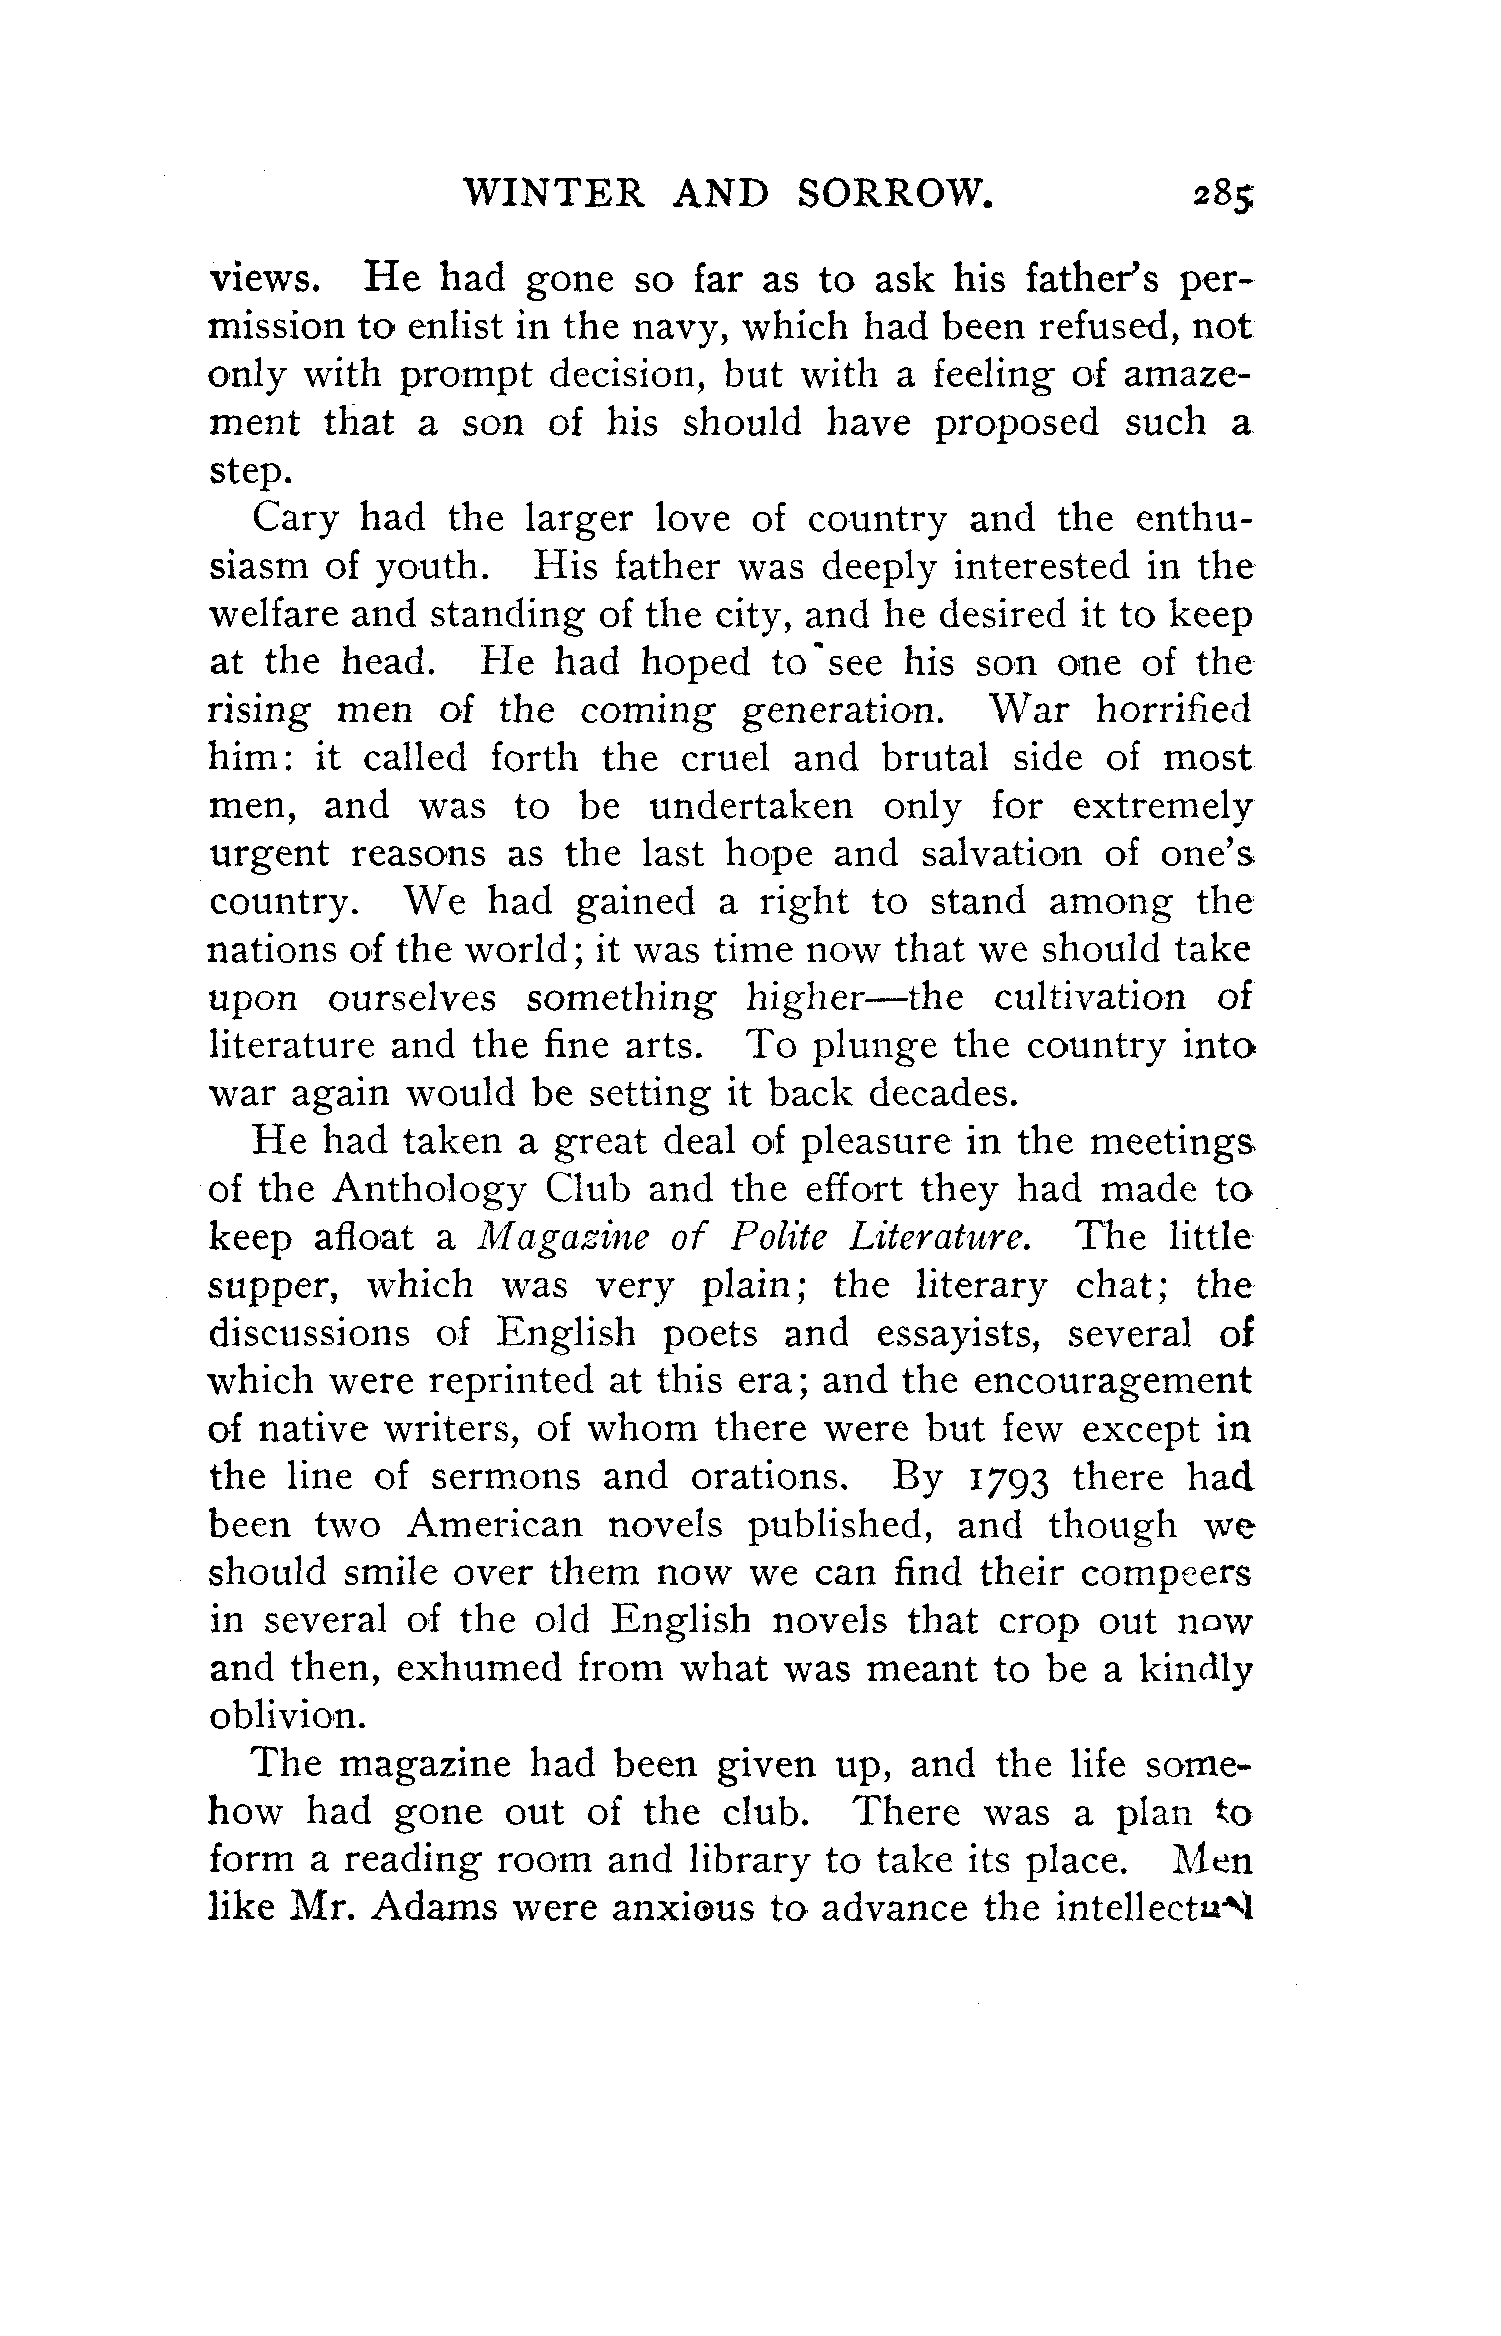 WINTER AND SORROW. 285
views. He had gone so far as to ask his father's per-
mission to enlist in the navy, which had been refused, not
only with prompt decision, but with a feeling of amaze-
ment that a son of his should have proposed such a
step.
Cary had the larger love of country and the enthu-
siasm of youth. His father was deeply interested in the
welfare and standing of the city, and he desired it to keep
at the head. He had hoped to see his son one of the
rising men of the coming generation. War horrified
him: it called forth the cruel and brutal side of most
men, and was to be undertaken only for extremely
urgent reasons as the last hope and salvation of one's
country. We had gained a right to stand among the
nations of the world; it was time now that we should take
upon ourselves something higher—the cultivation of
literature and the fine arts. To plunge the country into
war again would be setting it back decades.
He had taken a great deal of pleasure in the meetings
of the Anthology Club and the effort they had made to
keep afloat a Magazine of Polite Literature. The little
supper, which was very plain; the literary chat; the
discussions of English poets and essayists, several of
which were reprinted at this era; and the encouragement
of native writers, of whom there were but few except in
the line of sermons and orations. By 1793 there had
been two American novels published, and though we
should smile over them now we can find their compeers
in several of the old English novels that crop out now
and then, exhumed from what was meant to be a kindly
oblivion.
The magazine had been given up, and the life some-
how had gone out of the club. There was a plan to
form a reading room and library to take its place. Men
like Mr. Adams were anxious to advance the intellectual